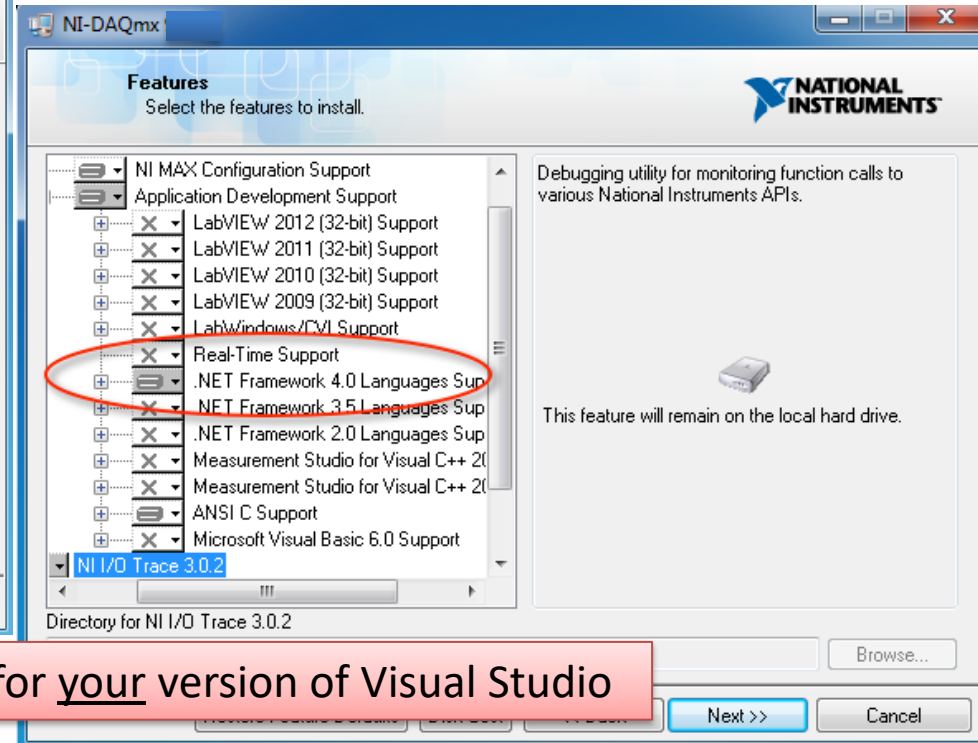 NI-DAQmx
Features
Select the features to install.
NATIONAL
INSTRUMENTS
NI MAX Configuration Support
Application Development Support
LabVIEW 2012 (32-bit) Support
LabVIEW 2011 (32-bit) Support
LabVIEW 2010 (32-bit) Support
LabVIEW 2009 (32-bit) Support
LabWindows/CVI Support
Real-Time Support
.NET Framework 4.0 Languages Sup
.NET Framework 3.5 Languages Sup
.NET Framework 2.0 Languages Sup
Measurement Studio for Visual C++ 20
Measurement Studio for Visual C++ 20
ANSI C Support
Microsoft Visual Basic 6.0 Support
NI I/O Trace 3.0.2
Debugging utility for monitoring function calls to
various National Instruments APIs.
This feature will remain on the local hard drive.
Directory for NI I/O Trace 3.0.2
Browse...
for your version of Visual Studio
Next >>
Cancel